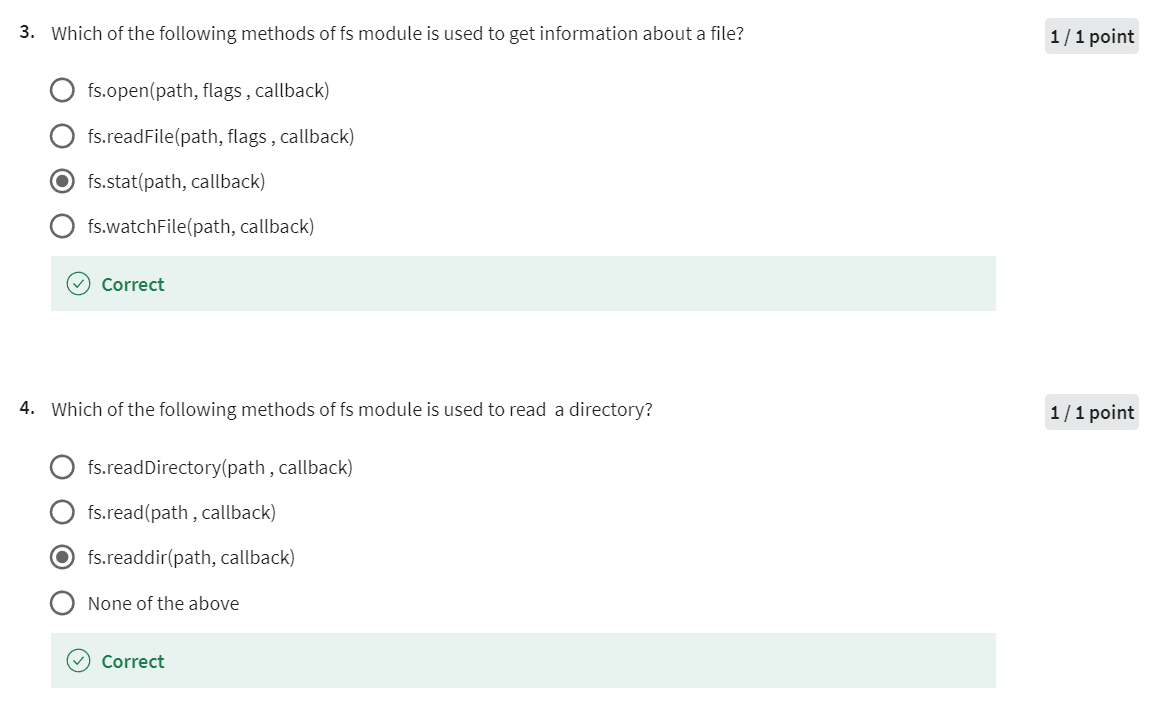 3. Which of the following methods of fs module is used to get information about a file?
1 / 1 point
fs.open(path, flags , callback)
fs.readFile(path, flags , callback)
fs.stat(path, callback)
fs.watchFile(path, callback)
Correct
4. Which of the following methods of fs module is used to read  a directory?
1 / 1 point
fs.readDirectory(path , callback)
fs.read(path , callback)
fs.readdir(path, callback)
None of the above
Correct